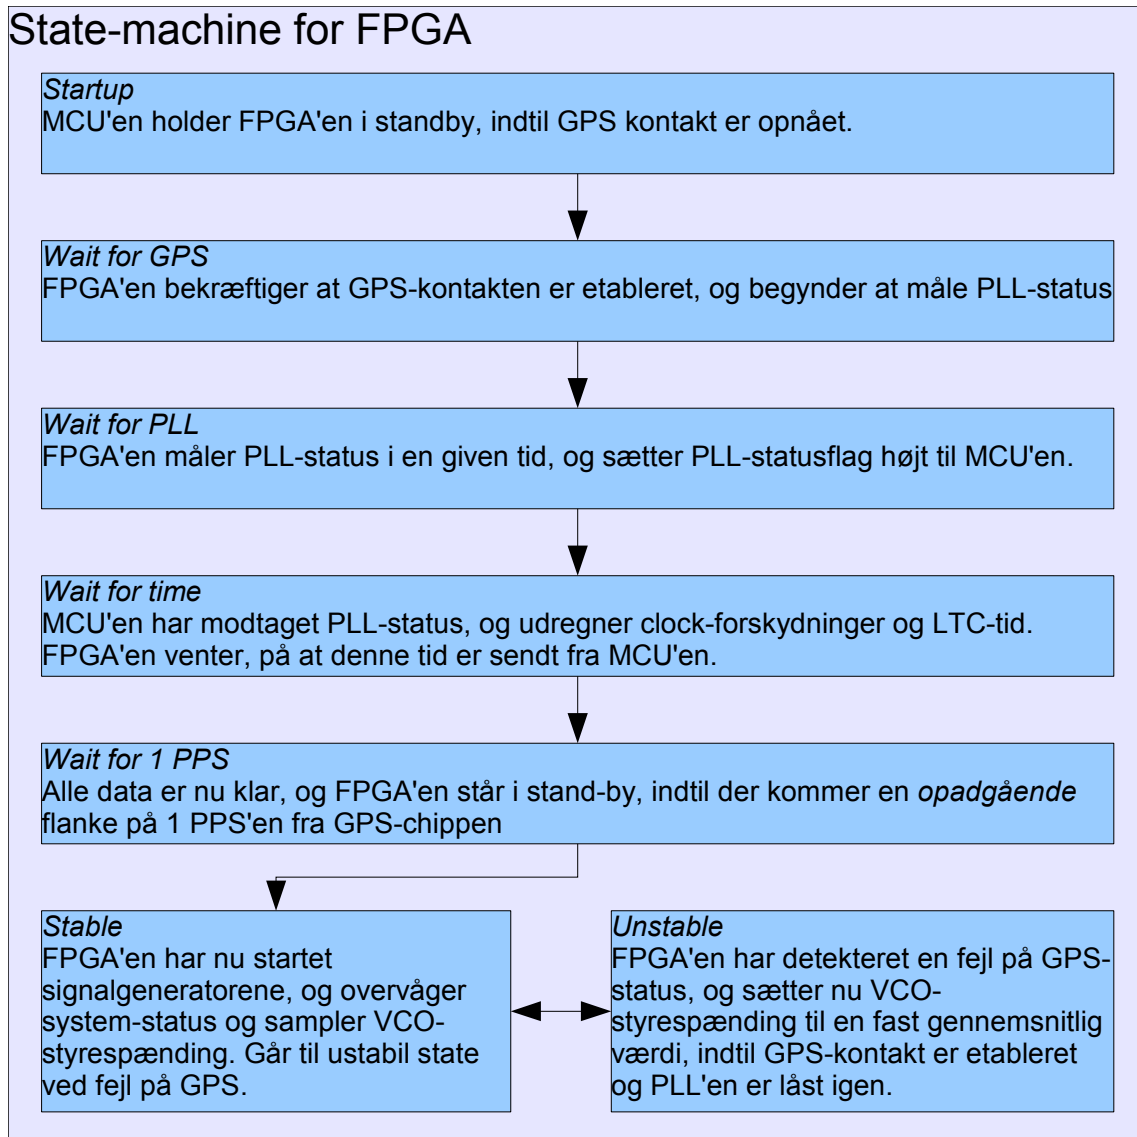 State-machine for FPGA
Startup
MCU'en holder FPGA'en i standby, indtil GPS kontakt er opnået.
Wait for GPS
FPGA'en bekræftiger at GPS-kontakten er etableret, og begynder at måle PLL-status
Wait for PLL
FPGA'en måler PLL-status i en given tid, og sætter PLL-statusflag højt til MCU'en.
Wait for time
MCU'en har modtaget PLL-status, og udregner clock-forskydninger og LTC-tid.
FPGA'en venter, på at denne tid er sendt fra MCU'en.
Wait for 1 PPS
Alle data er nu klar, og FPGA'en står i stand-by, indtil der kommer en opadgående
flanke på 1 PPS'en fra GPS-chippen
Stable
FPGA'en har nu startet
signalgeneratorene, og overvåger
system-status og sampler VCO-
styrespænding. Går til ustabil state
ved fejl på GPS.
Unstable
FPGA'en har detekteret en fejl på GPS-
status, og sætter nu VCO-
styrespænding til en fast gennemsnitlig
værdi, indtil GPS-kontakt er etableret
og PLL'en er låst igen.